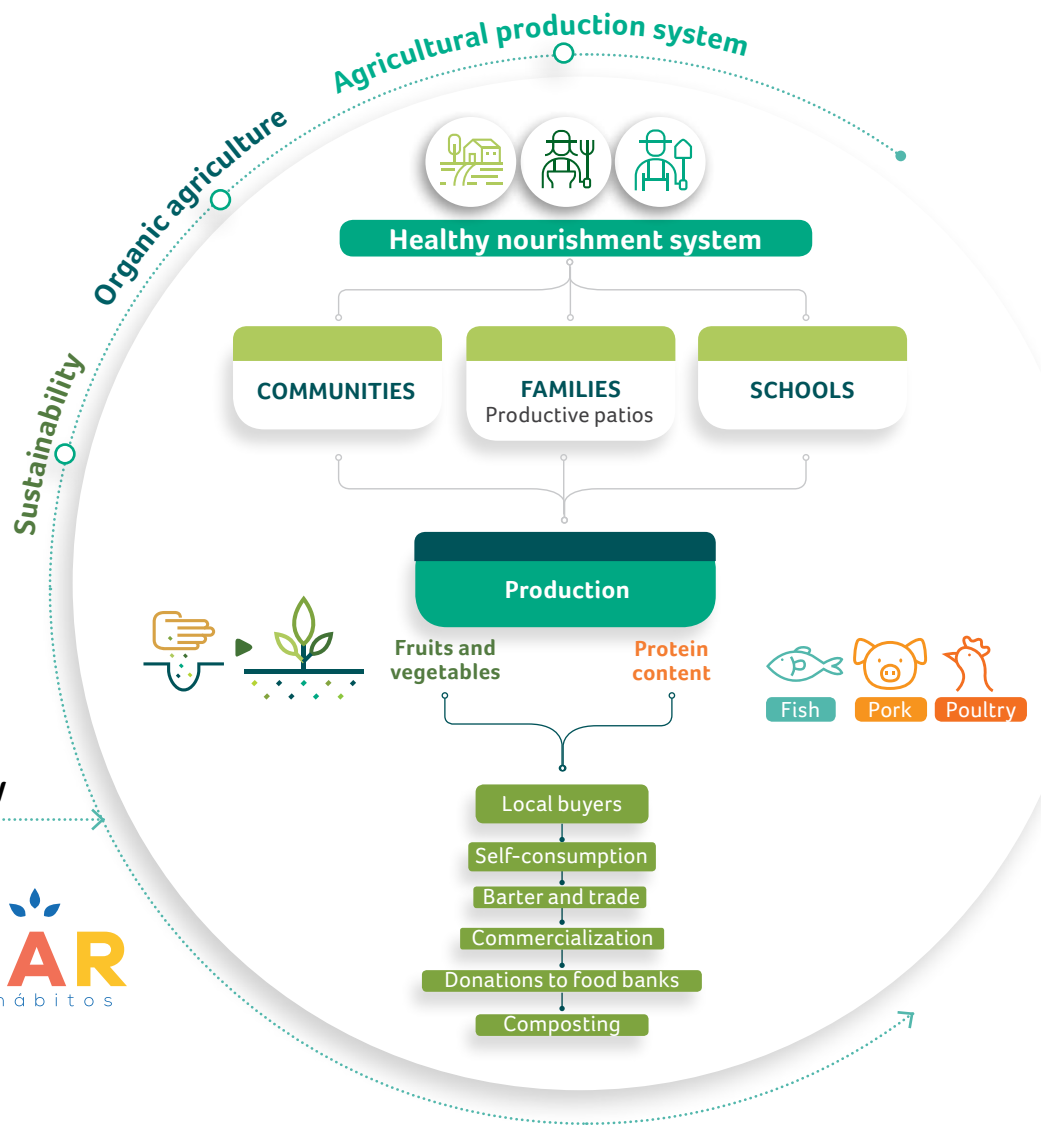 Agricultural production system
Organic agriculture
Sustainability
Healthy nourishment system
COMMUNITIES
FAMILIES
Productive patios
SCHOOLS
Production
Fruits and
vegetables
Protein
content
Fish
Pork
Poultry
Local buyers
Self-consumption
Barter and trade
Commercialization
Donations to food banks
Composting
AR
hábitos